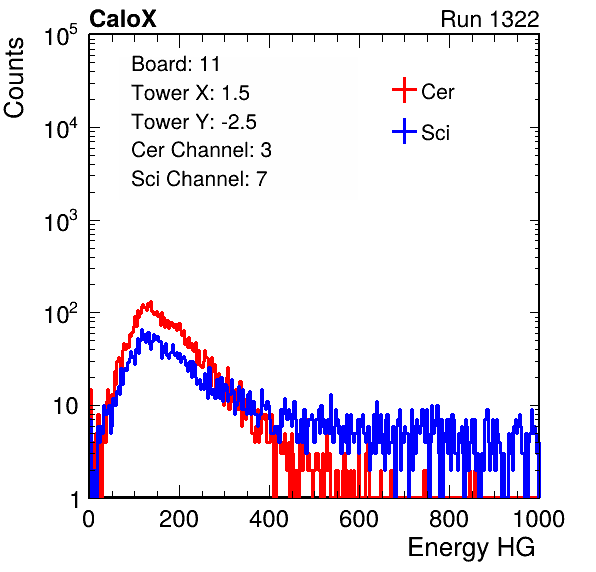 CaloX Run 1322
Counts
Board: 11
Tower X: 1.5
Tower Y: -2.5
Cer Channel: 3
Sci Channel: 7
Cer
Sci
10^5
10^4
10^3
10^2
10
1
0 200 400 600 800 1000
Energy HG